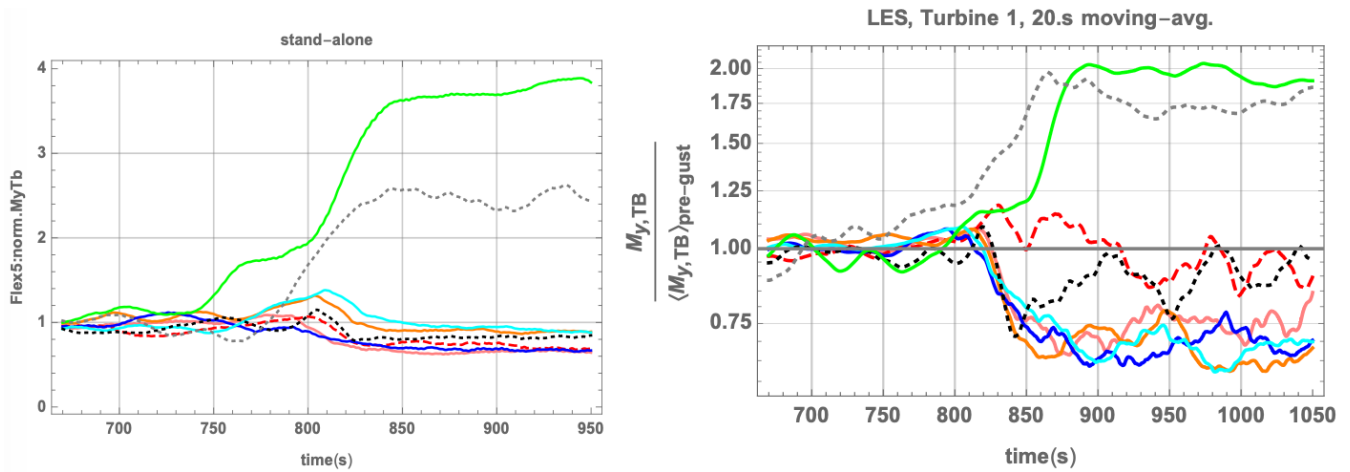 stand-alone
Flex5:norm.MyTb
4
3
2
1
0
700 750 800 850 900 950
time(s)
LES, Turbine 1, 20.s moving-avg.
My,TB
⟨My,TB⟩pre-gust
2.00
1.75
1.50
1.25
1.00
0.75
700 750 800 850 900 950 1000 1050
time(s)